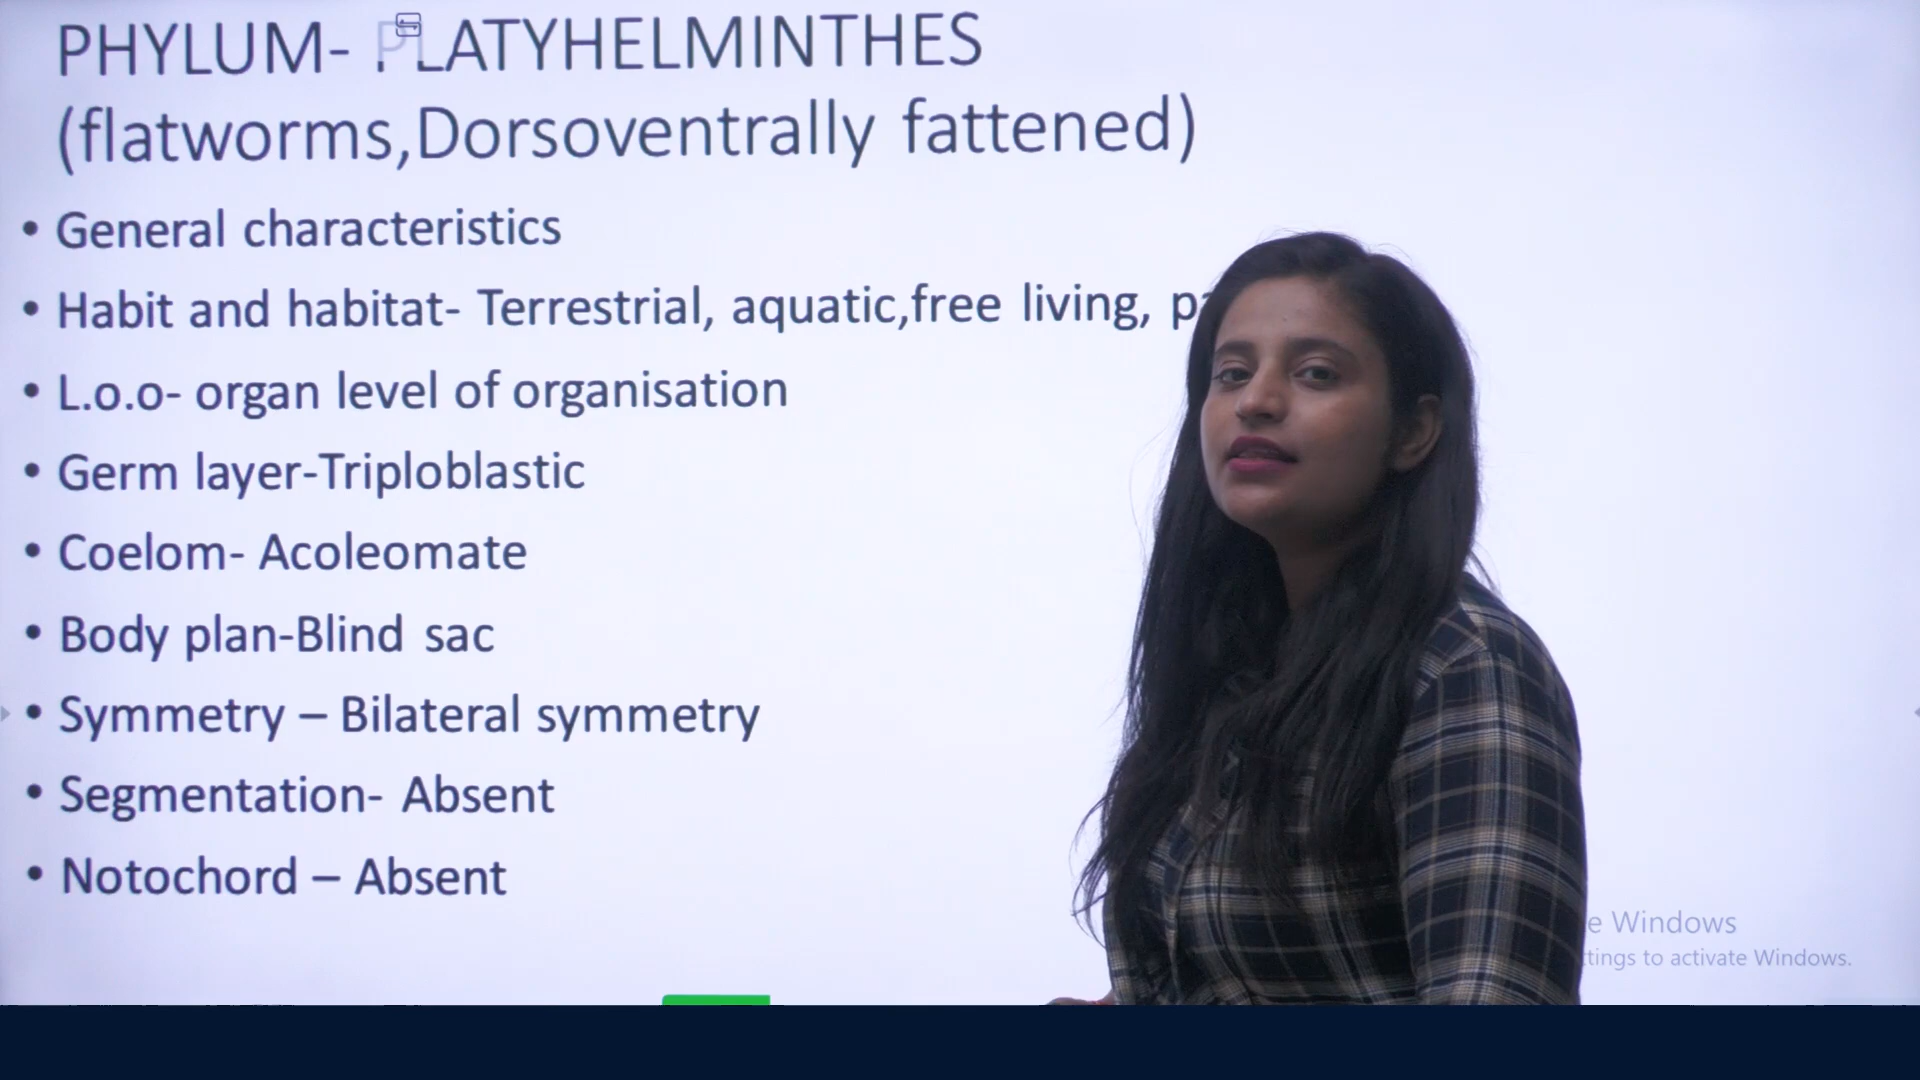 PHYLUM- PLATYHELMINTHES
(flatworms,Dorsoventrally fattened)
• General characteristics
• Habit and habitat- Terrestrial, aquatic,free living,
• L.o.o- organ level of organisation
• Germ layer-Triploblastic
• Coelom- Acoleomate
• Body plan-Blind sac
• Symmetry – Bilateral symmetry
• Segmentation- Absent
• Notochord – Absent
Windows
to activate Windows.